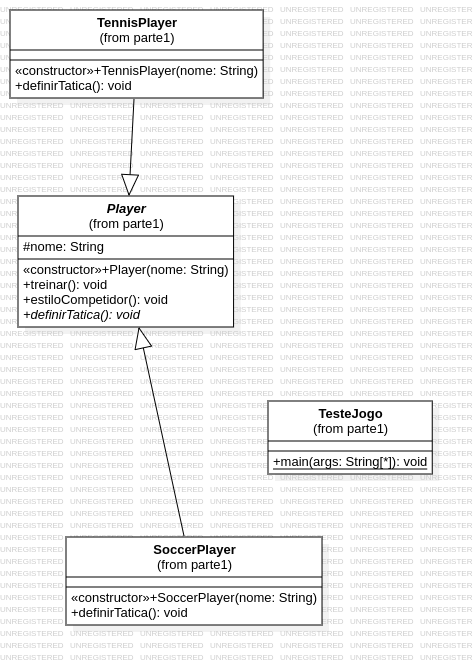 TennisPlayer
(from parte1)
«constructor»+TennisPlayer(nome: String)
+definirTatica(): void
Player
(from parte1)
#nome: String
«constructor»+Player(nome: String)
+treinar(): void
+estiloCompetidor(): void
+definirTatica(): void
TesteJogo
(from parte1)
+main(args: String[*]): void
SoccerPlayer
(from parte1)
«constructor»+SoccerPlayer(nome: String)
+definirTatica(): void
UNREGISTERED